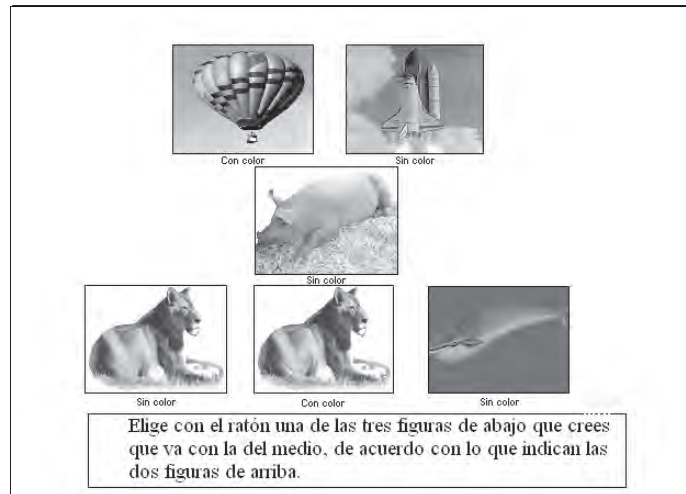 Con color
Sin color
Sin color
Sin color
Con color
Sin color
Elige con el ratón una de las tres figuras de abajo que crees
que va con la del medio, de acuerdo con lo que indican las
dos figuras de arriba.